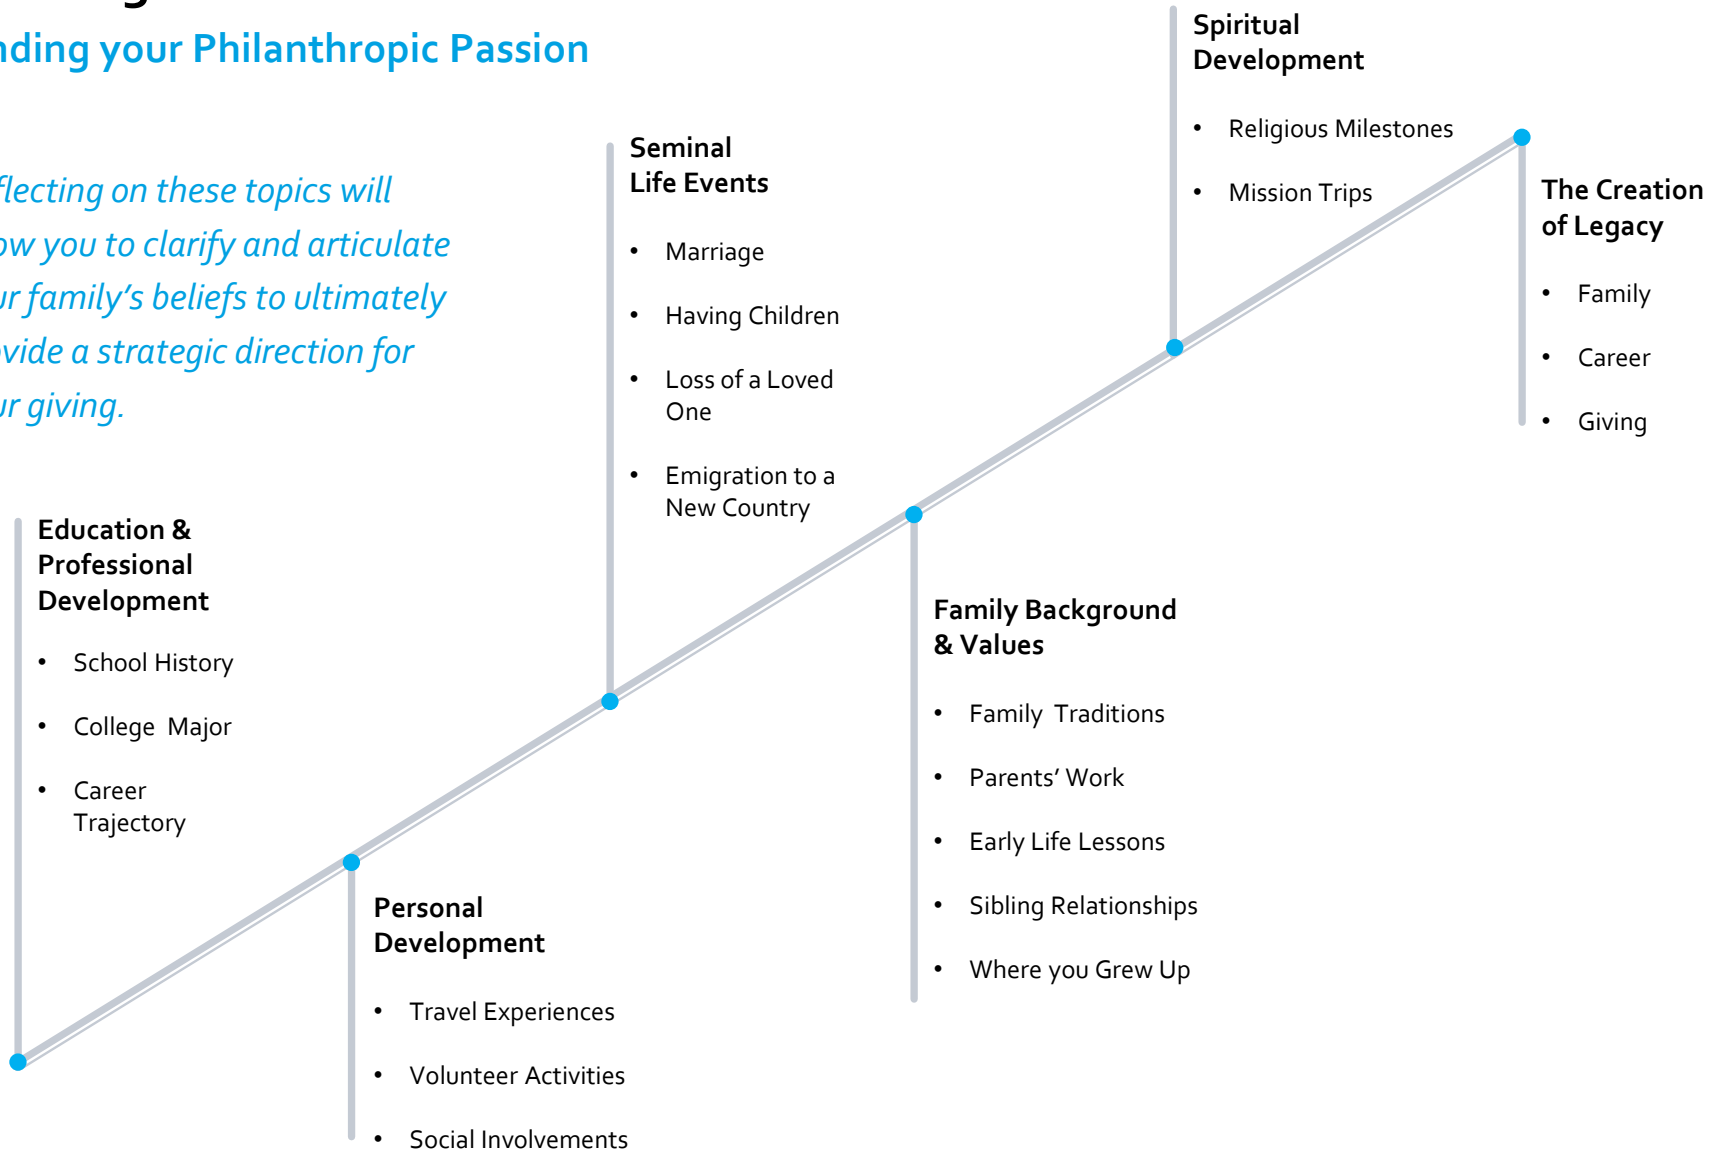 nding your Philanthropic Passion
flecting on these topics will
ow you to clarify and articulate
ur family’s beliefs to ultimately
ovide a strategic direction for
ur giving.
Education &
Professional
Development
• School History
• College  Major
• Career
Trajectory
Personal
Development
• Travel Experiences
• Volunteer Activities
• Social Involvements
Seminal
Life Events
• Marriage
• Having Children
• Loss of a Loved
One
• Emigration to a
New Country
Family Background
& Values
• Family  Traditions
• Parents’ Work
• Early Life Lessons
• Sibling Relationships
• Where you Grew Up
Spiritual
Development
• Religious Milestones
• Mission Trips
The Creation
of Legacy
• Family
• Career
• Giving